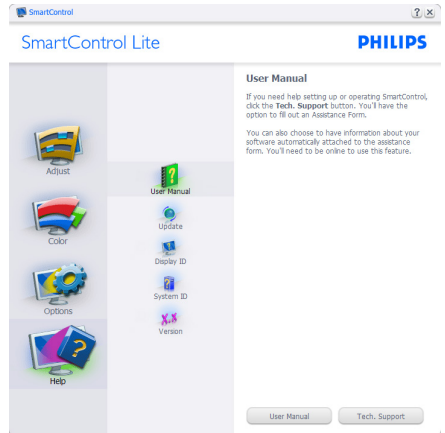 SmartControl
? ×
SmartControl Lite
PHILIPS
Adjust
Color
Options
Help
User Manual
Update
Display ID
System ID
X.X
Version
User Manual
If you need help setting up or operating SmartControl,
click the Tech. Support button. You'll have the
option to fill out an Assistance Form.
You can also choose to have information about your
software automatically attached to the assistance
form. You'll need to be online to use this feature.
User Manual
Tech. Support